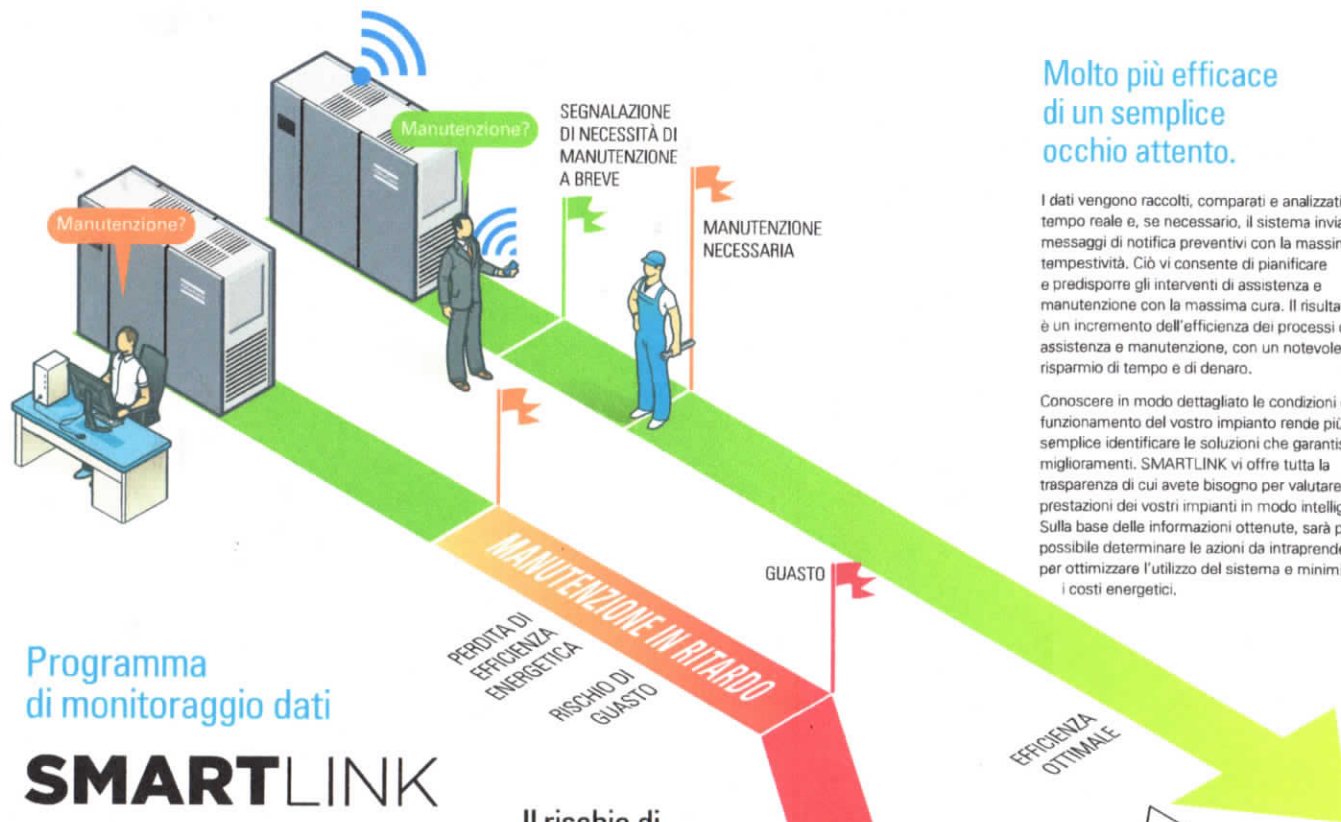 Manutenzione?
Manutenzione?
SEGNALAZIONE
DI NECESSITÀ DI
MANUTENZIONE
A BREVE
MANUTENZIONE
NECESSARIA
MANUTENZIONE IN RITARDO
PERDITA DI
EFFICIENZA
ENERGETICA
RISCHIO DI
GUASTO
GUASTO
EFFICIENZA
OTTIMALE
Programma
di monitoraggio dati
SMARTLINK
Il rischio di
Molto più efficace
di un semplice
occhio attento.
I dati vengono raccolti, comparati e analizzati
tempo reale e, se necessario, il sistema invia
messaggi di notifica preventivi con la massim
tempestività. Ciò vi consente di pianificare
e predisporre gli interventi di assistenza e
manutenzione con la massima cura. Il risulta
è un incremento dell'efficienza dei processi
assistenza e manutenzione, con un notevole
risparmio di tempo e di denaro.
Conoscere in modo dettagliato le condizioni
funzionamento del vostro impianto rende più
semplice identificare le soluzioni che garantis
miglioramenti. SMARTLINK vi offre tutta la
trasparenza di cui avete bisogno per valutare
prestazioni dei vostri impianti in modo intellig
Sulla base delle informazioni ottenute, sarà p
possibile determinare le azioni da intraprende
per ottimizzare l'utilizzo del sistema e minim
i costi energetici.